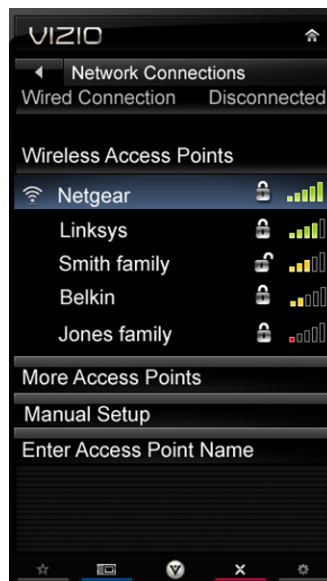 VIZIO
Network Connections
Wired Connection Disconnected
Wireless Access Points
Netgear
Linksys
Smith family
Belkin
Jones family
More Access Points
Manual Setup
Enter Access Point Name
V